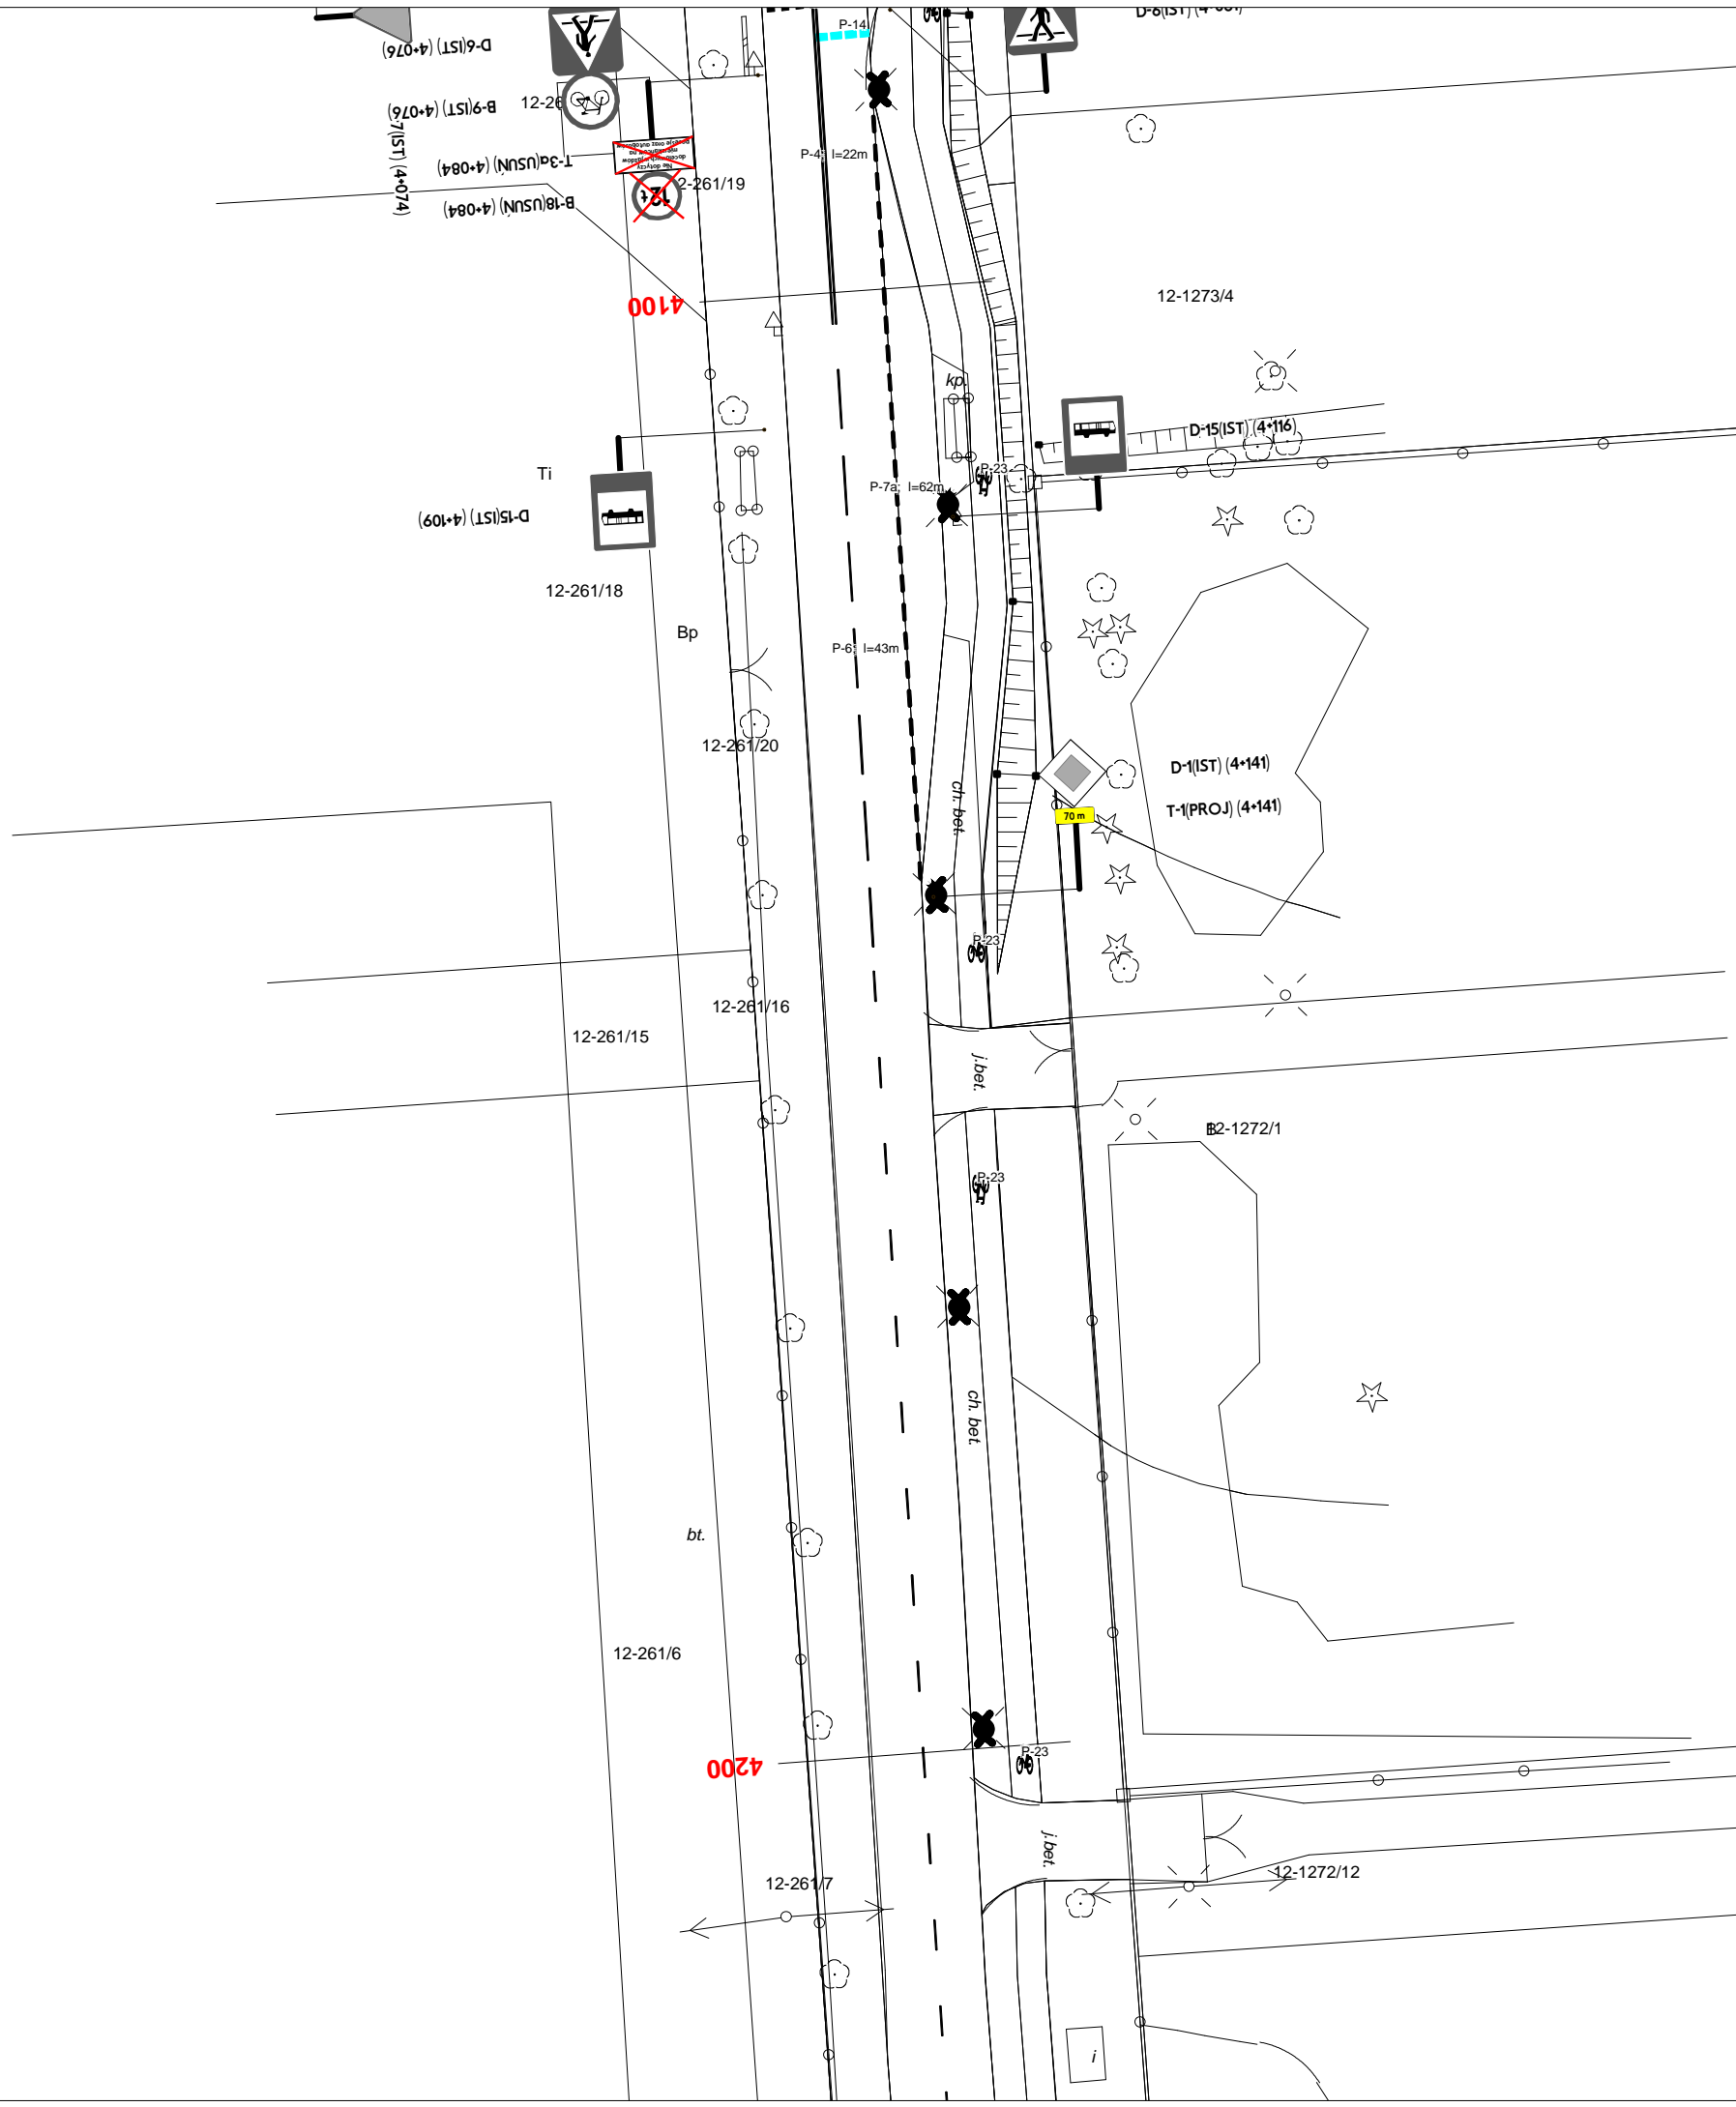 D-6(IST) (4+076)
P-14
B-9(IST) (4+076)
12-26
7(IST) (4+074)
T-3a(USUŃ) (4+084)
Nie dotyczy
P-4; l=22m
B-18(USUŃ) (4+084)
2-261/19
4100
12-1273/4
kp.
D-15(IST) (4+116)
Ti
P-23
P-7a; l=62m
D-15(IST) (4+109)
12-261/18
Bp
P-6; l=43m
12-261/20
D-1(IST) (4+141)
ch. bet.
T-1(PROJ) (4+141)
70 m
P-23
12-261/16
12-261/15
j.bet.
12-1272/1
P-23
ch. bet.
bt.
12-261/6
P-23
4200
j.bet.
12-1272/12
12-261/7
i